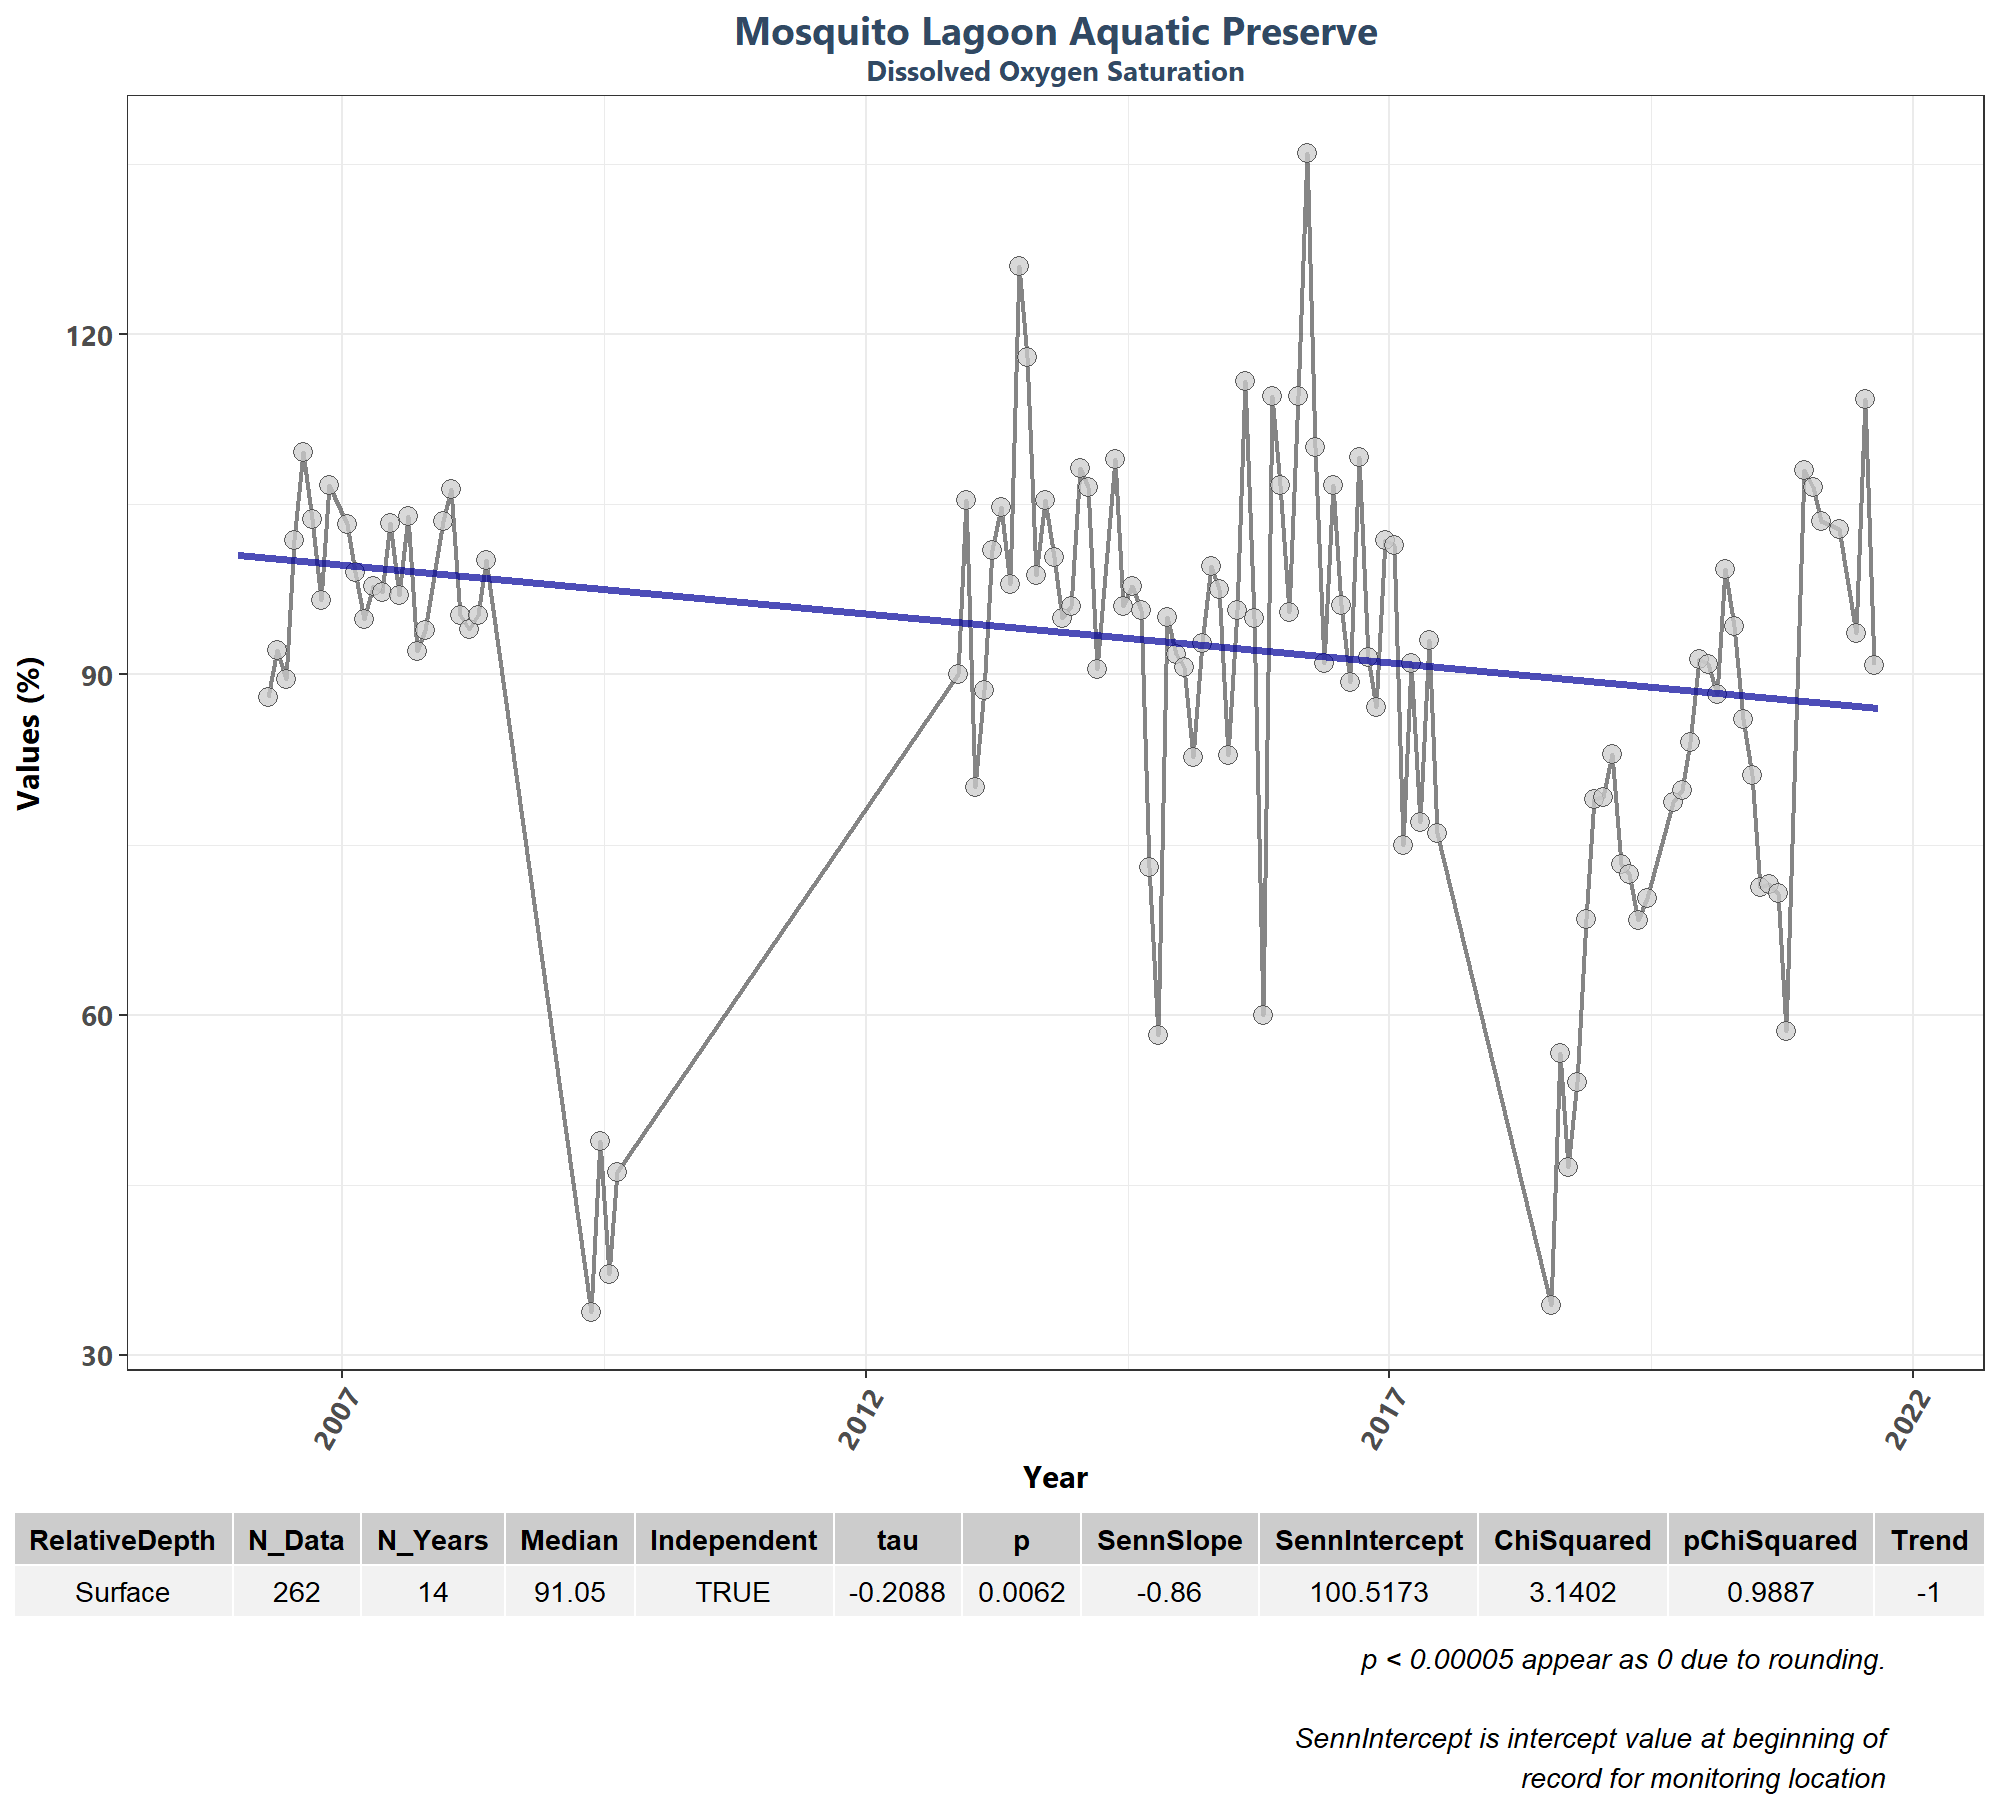 Mosquito Lagoon Aquatic Preserve
Dissolved Oxygen Saturation
Values (%)
120
90
60
30
2007 2012 2017 2022
Year
RelativeDepth N_Data N_Years Median Independent tau p SennSlope SennIntercept ChiSquared pChiSquared Trend
Surface 262 14 91.05 TRUE -0.2088 0.0062 -0.86 100.5173 3.1402 0.9887 -1
p < 0.00005 appear as 0 due to rounding.
SennIntercept is intercept value at beginning of
record for monitoring location